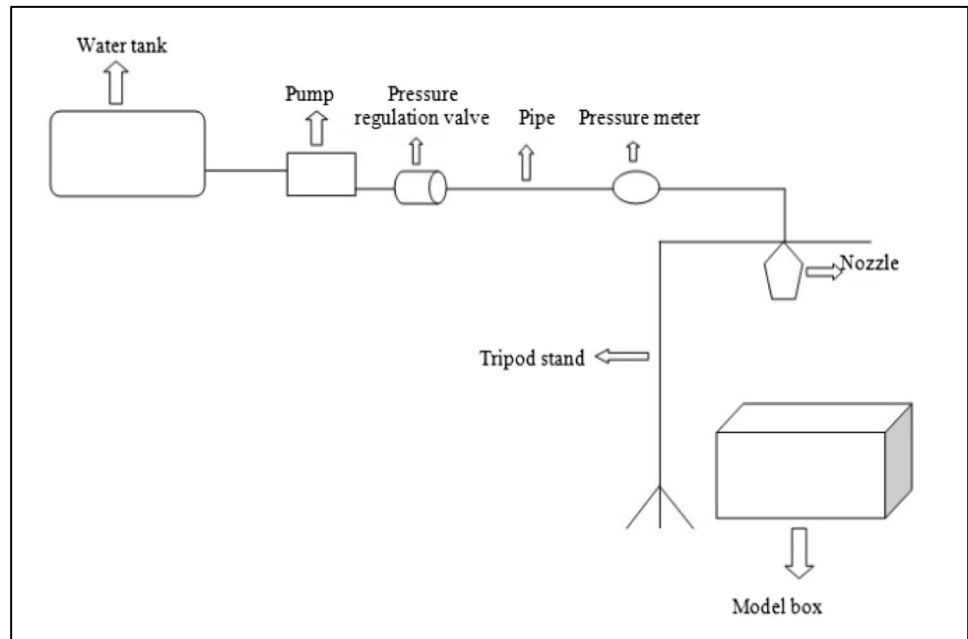 Water tank
Pump
Pressure
regulation valve
Pipe
Pressure meter
Nozzle
Tripod stand
Model box